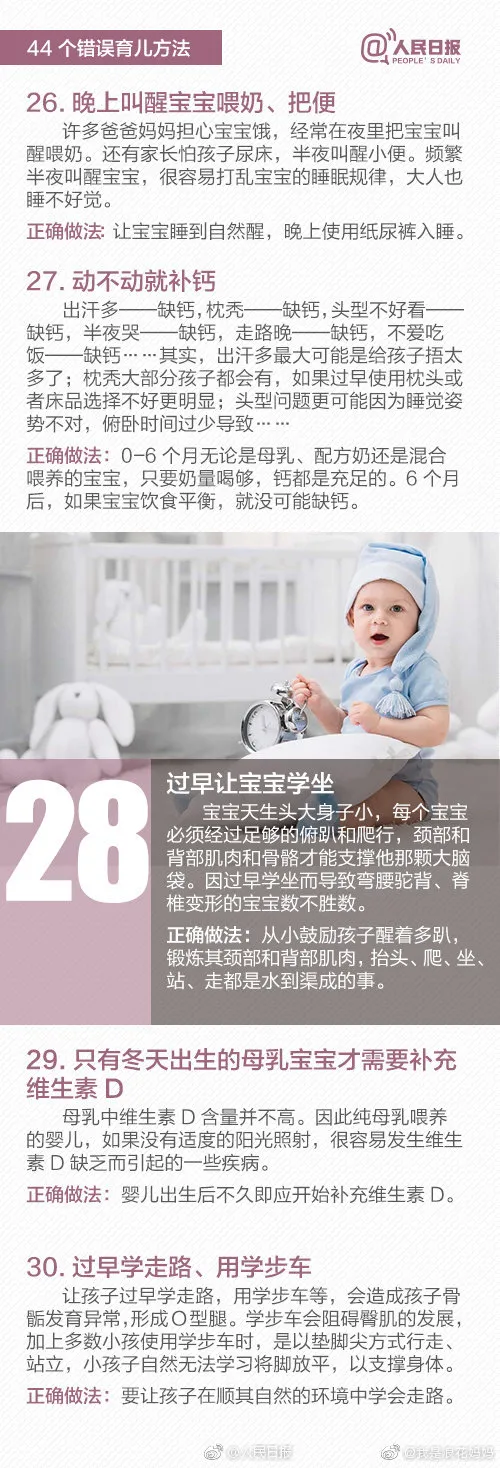 44 个错误育儿方法
@人民日报
PEOPLE'S DAILY
26. 晚上叫醒宝宝喂奶、把便
许多爸爸妈妈担心宝宝饿，经常在夜里把宝宝叫
醒喂奶。还有家长怕孩子尿床，半夜叫醒小便。频繁
半夜叫醒宝宝，很容易打乱宝宝的睡眠规律，大人也
睡不好觉。
正确做法：让宝宝睡到自然醒，晚上使用纸尿裤入睡。
27. 动不动就补钙
出汗多——缺钙，枕秃——缺钙，头型不好看——
缺钙，半夜哭——缺钙，走路晚——缺钙，不爱吃
饭——缺钙……其实，出汗多最大可能是给孩子捂太
多了；枕秃大部分孩子都会有，如果过早使用枕头或
者床品选择不好更明显；头型问题更可能因为睡觉姿
势不对，俯卧时间过少导致……
正确做法：0-6 个月无论是母乳、配方奶还是混合
喂养的宝宝，只要奶量喝够，钙都是充足的。6 个月
后，如果宝宝饮食平衡，就没可能缺钙。
28
过早让宝宝学坐
宝宝天生头大身子小，每个宝宝
必须经过足够的俯趴和爬行，颈部和
背部肌肉和骨骼才能支撑他那颗大脑
袋。因过早学坐而导致弯腰驼背、脊
椎变形的宝宝数不胜数。
正确做法：从小鼓励孩子醒着多趴，
锻炼其颈部和背部肌肉，抬头、爬、坐、
站、走都是水到渠成的事。
29. 只有冬天出生的母乳宝宝才需要补充
维生素 D
母乳中维生素 D 含量并不高。因此纯母乳喂养
的婴儿，如果没有适度的阳光照射，很容易发生维生
素 D 缺乏而引起的一些疾病。
正确做法：婴儿出生后不久即应开始补充维生素 D。
30. 过早学走路、用学步车
让孩子过早学走路，用学步车等，会造成孩子骨
骺发育异常，形成O型腿。学步车会阻碍臀肌的发展，
加上多数小孩使用学步车时，是以垫脚尖方式行走、
站立，小孩子自然无法学习将脚放平，以支撑身体。
正确做法：要让孩子在顺其自然的环境中学会走路。
@人民日报
@我是浪花妈妈